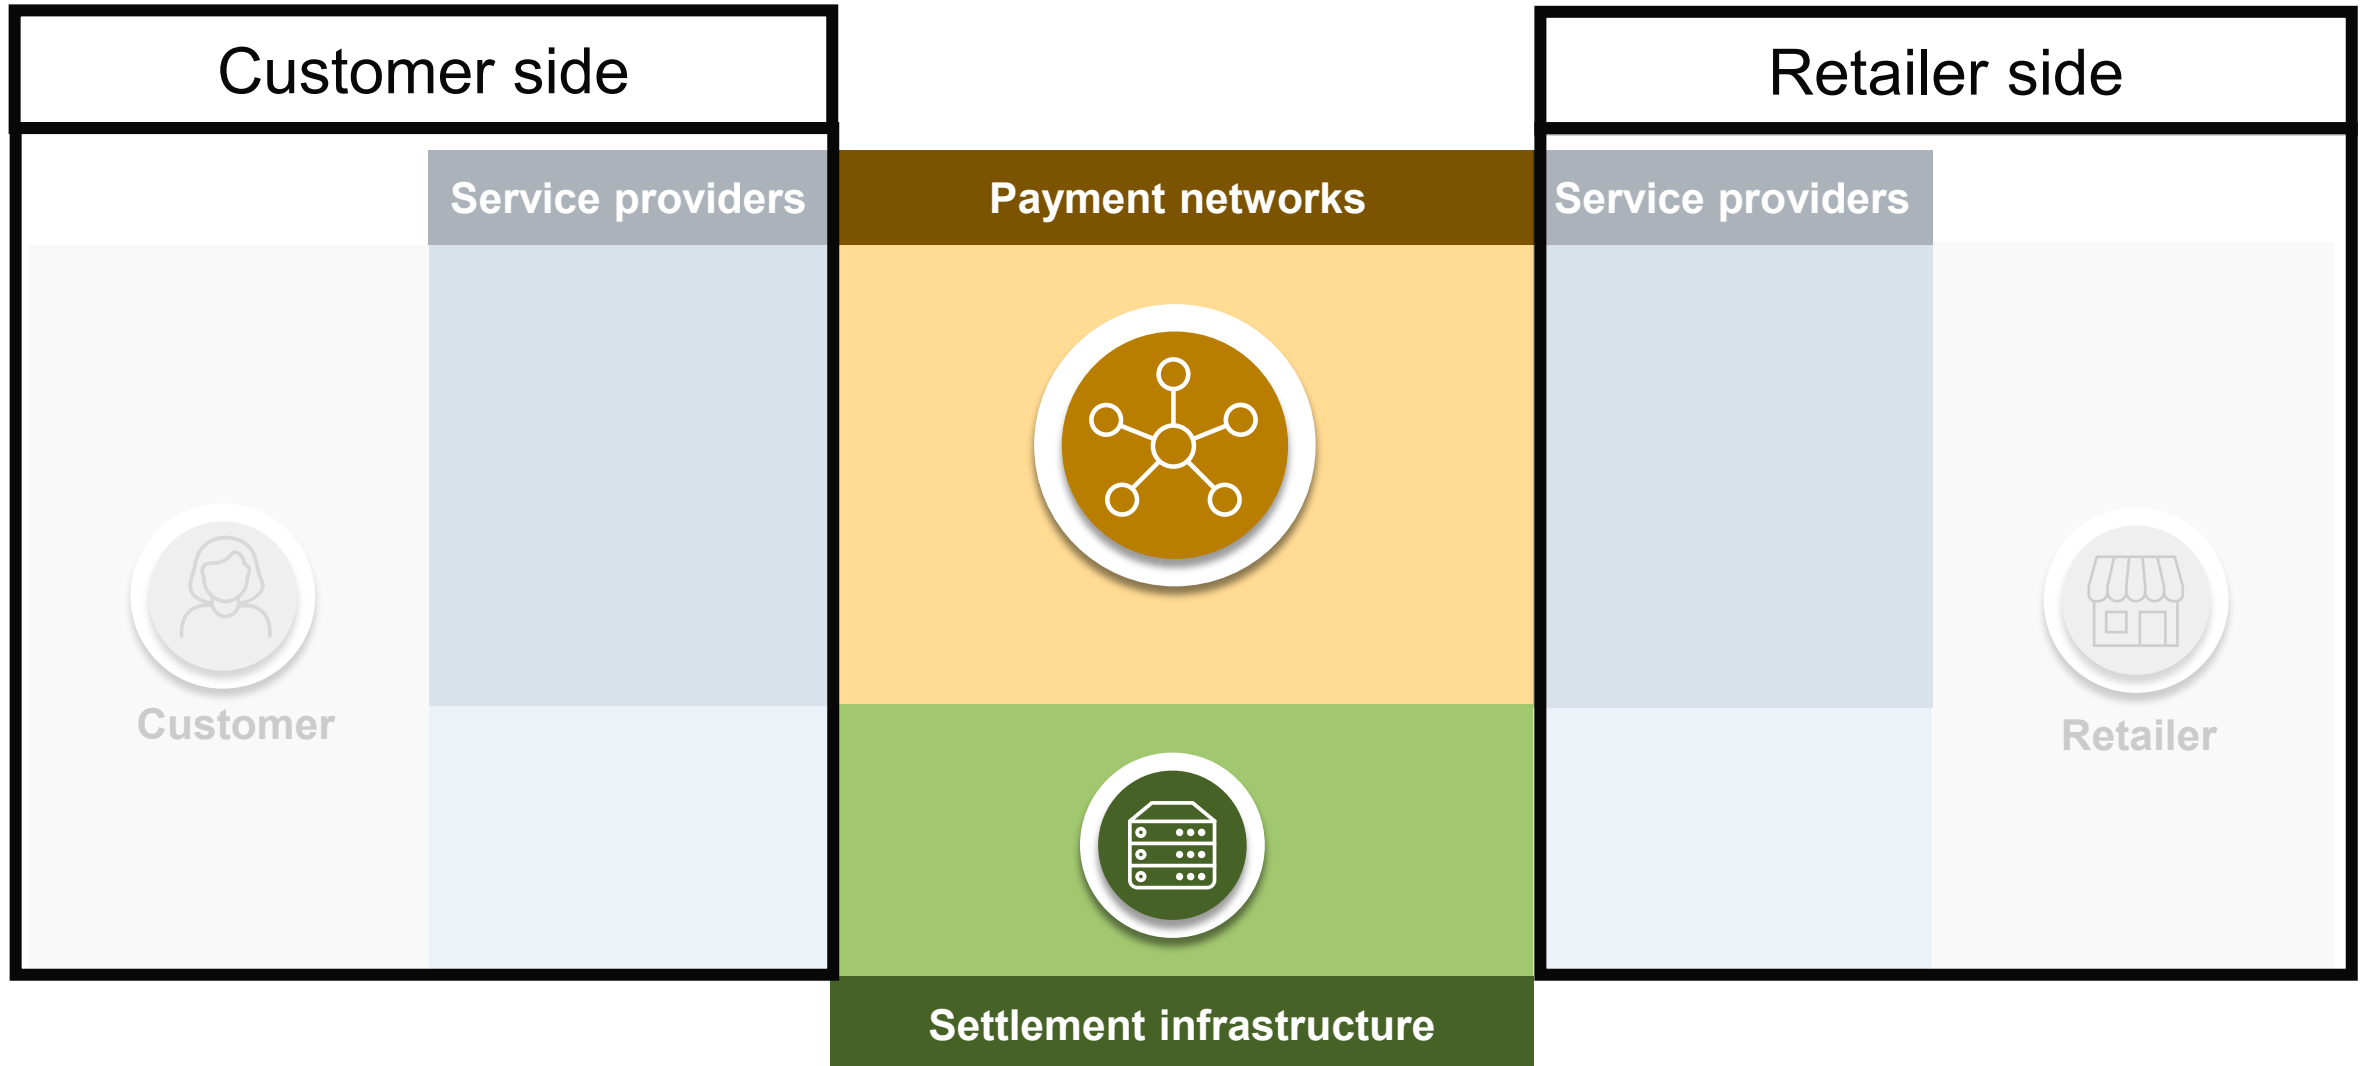 Customer side
Retailer side
Service providers
Payment networks
Service providers
Customer
Retailer
Settlement infrastructure